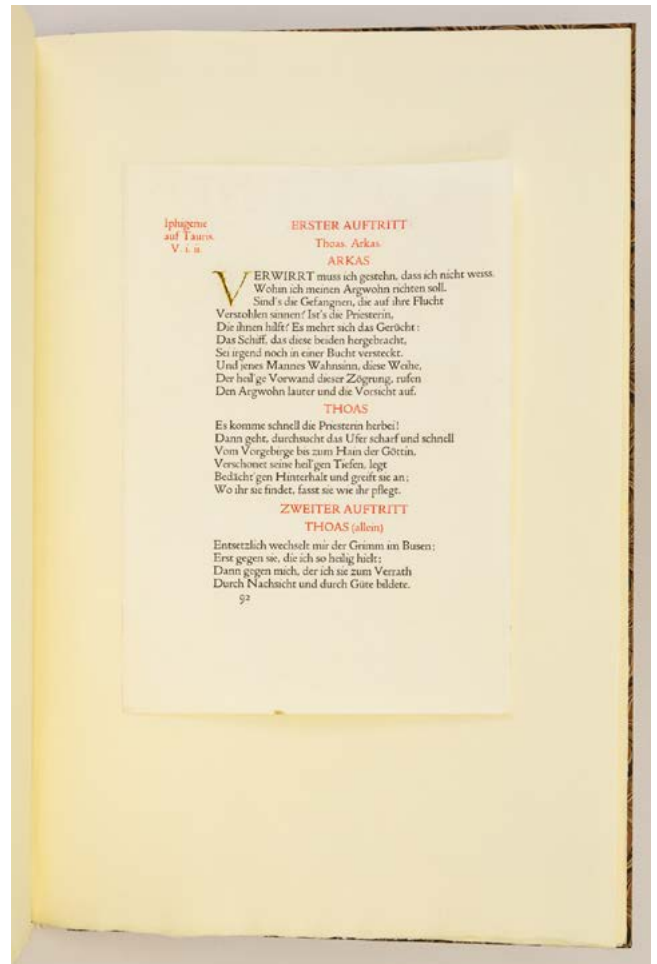 Iphigenie
auf Tauris.
V. i. ii.
ERSTER AUFTRITT
Thoas. Arkas.
ARKAS
VERWIRRT muss ich gestehn, dass ich nicht weiss,
Wohin ich meinen Argwohn richten soll.
Sind's die Gefangnen, die auf ihre Flucht
Verstohlen sinnen? Ist's die Priesterin,
Die ihnen hilft? Es mehrt sich das Gerücht:
Das Schiff, das diese beiden hergebracht,
Sei irgend noch in einer Bucht versteckt.
Und jenes Mannes Wahnsinn, diese Weihe,
Der heil'ge Vorwand dieser Zögrung, rufen
Den Argwohn lauter und die Vorsicht auf.
THOAS
Es komme schnell die Priesterin herbei!
Dann geht, durchsucht das Ufer scharf und schnell
Vom Vorgebirge bis zum Hain der Göttin.
Verschonet seine heil'gen Tiefen, legt
Bedächt'gen Hinterhalt und greift sie an;
Wo ihr sie findet, fasst sie wie ihr pflegt.
ZWEITER AUFTRITT
THOAS (allein)
Entsetzlich wechselt mir der Grimm im Busen;
Erst gegen sie, die ich so heilig hielt;
Dann gegen mich, der ich sie zum Verrath
Durch Nachsicht und durch Güte bildete.
92